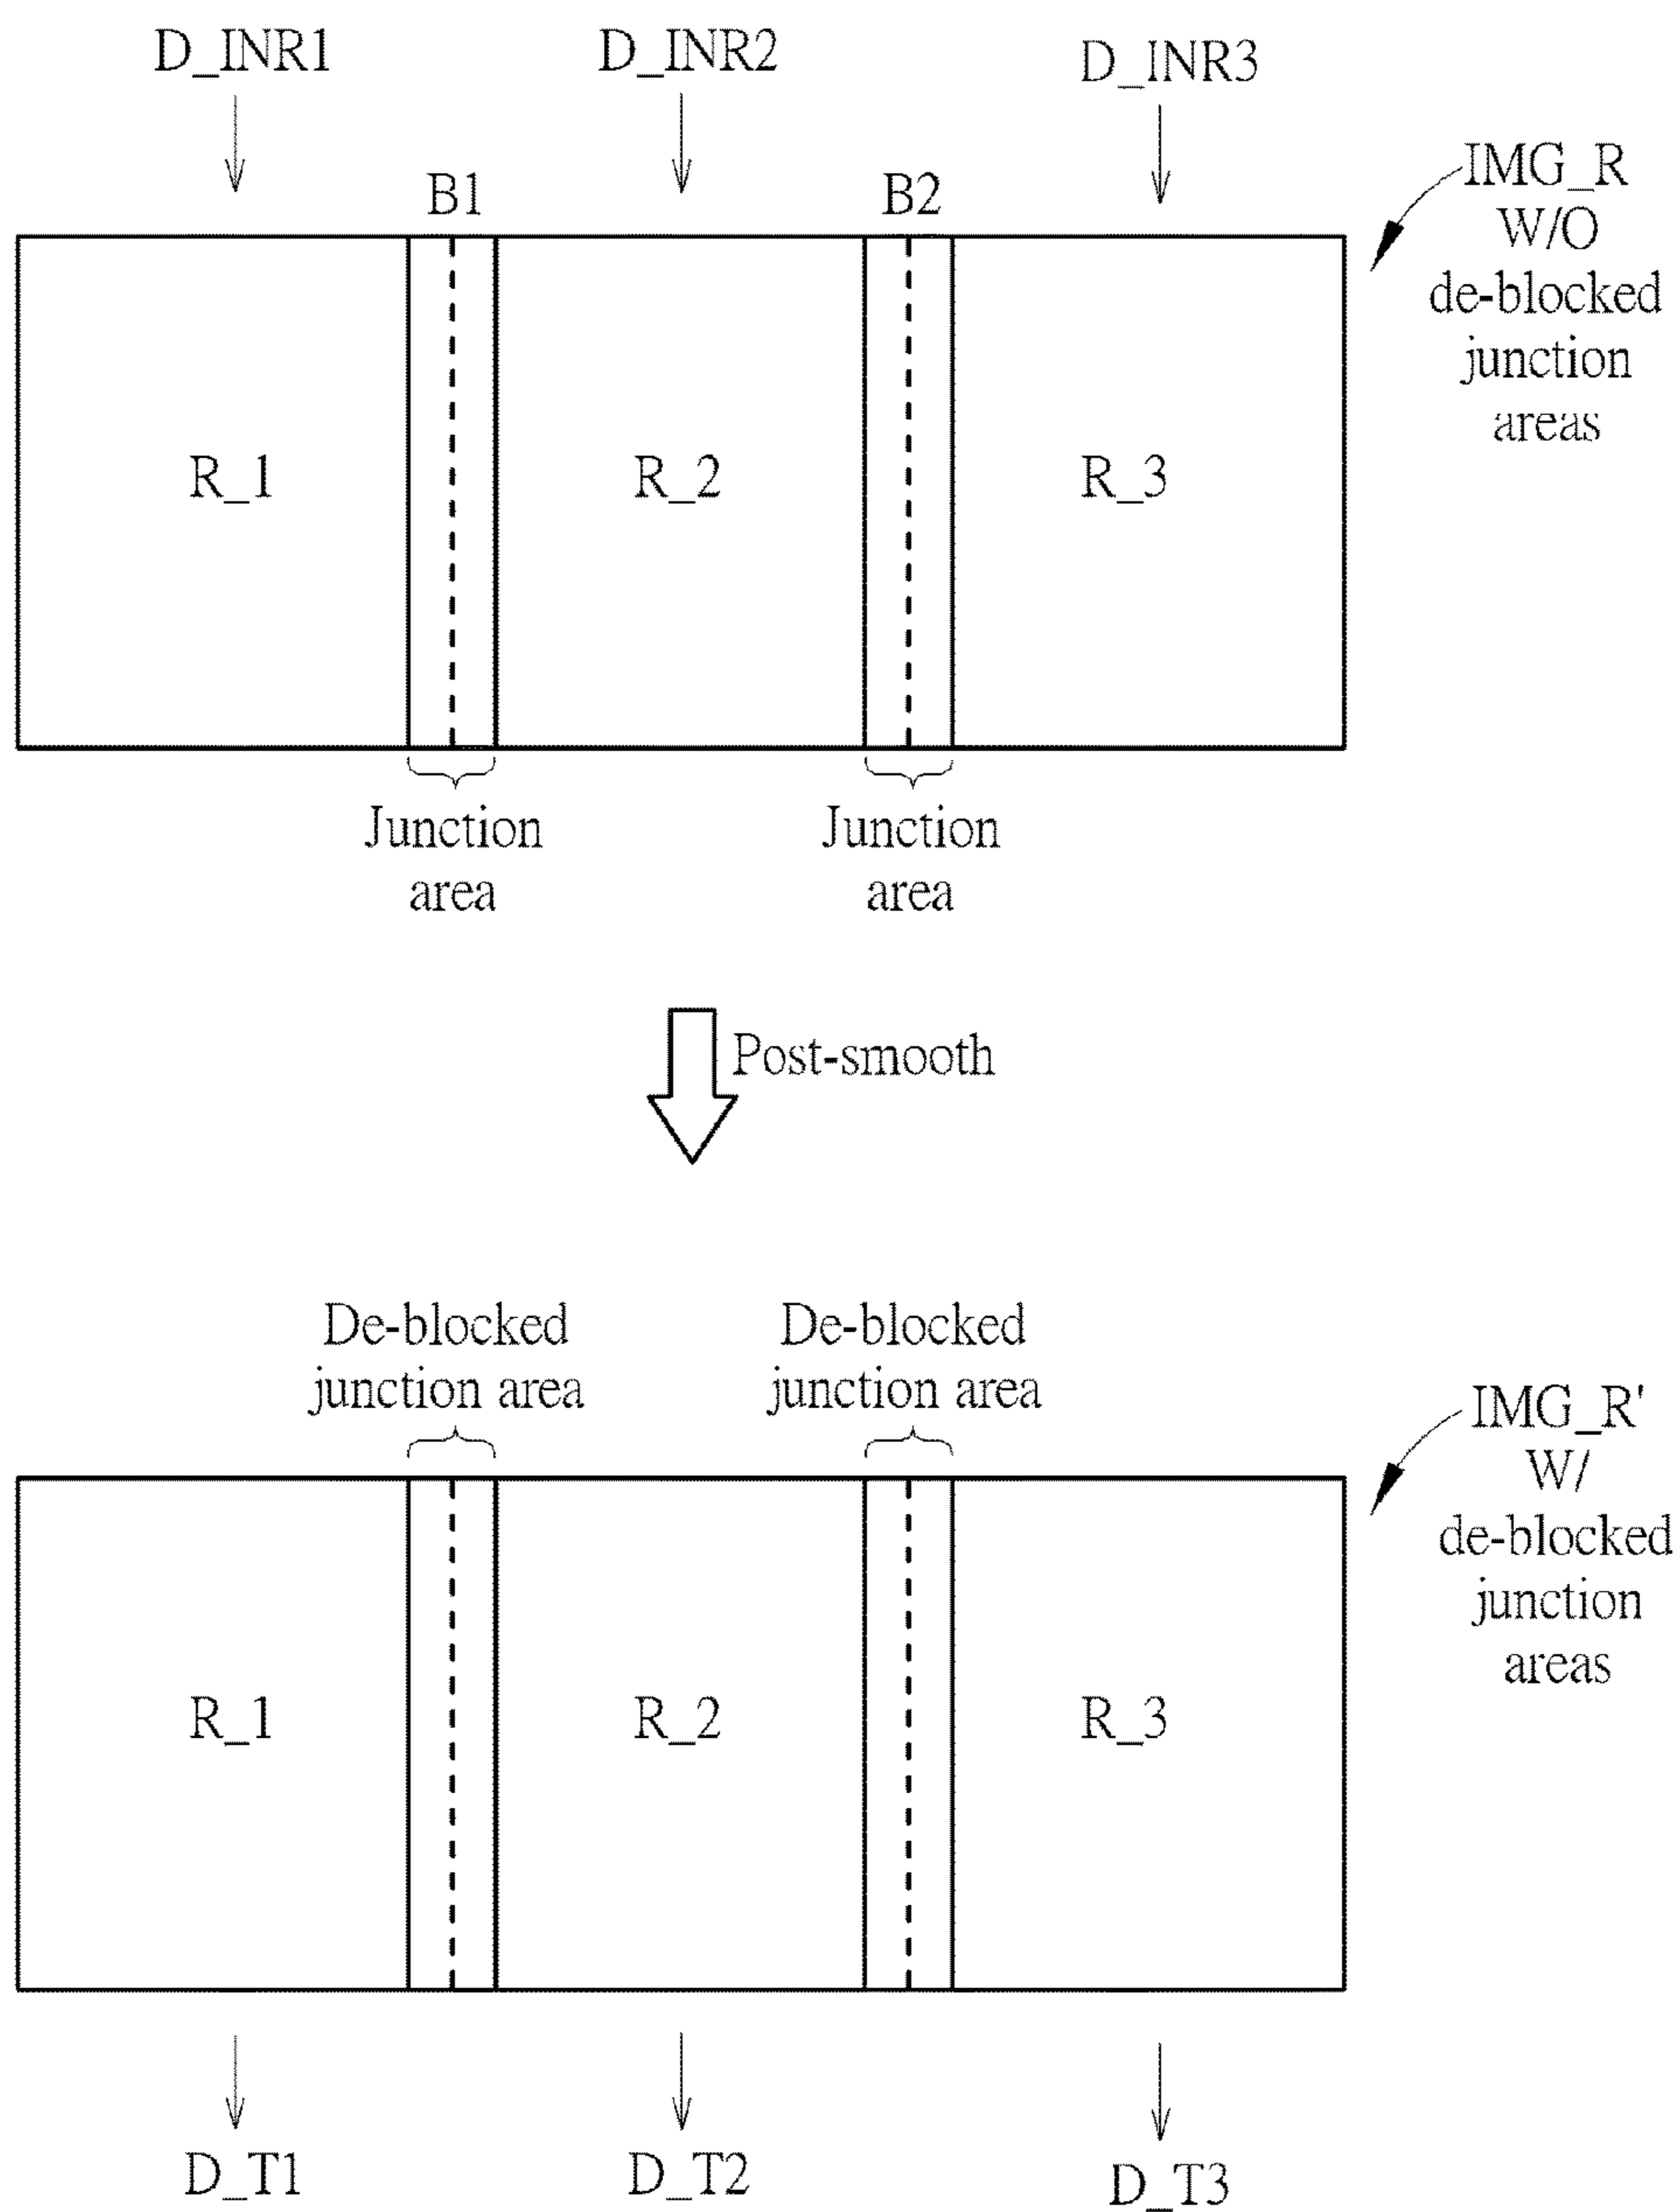 D_INR1
D_INR2
D_INR3
B1
B2
IMG_R
W/O
de-blocked
junction
areas
R_1
R_2
R_3
Junction
area
Junction
area
Post-smooth
De-blocked
junction area
De-blocked
junction area
IMG_R'
W/
de-blocked
junction
areas
R_1
R_2
R_3
D_T1
D_T2
D_T3